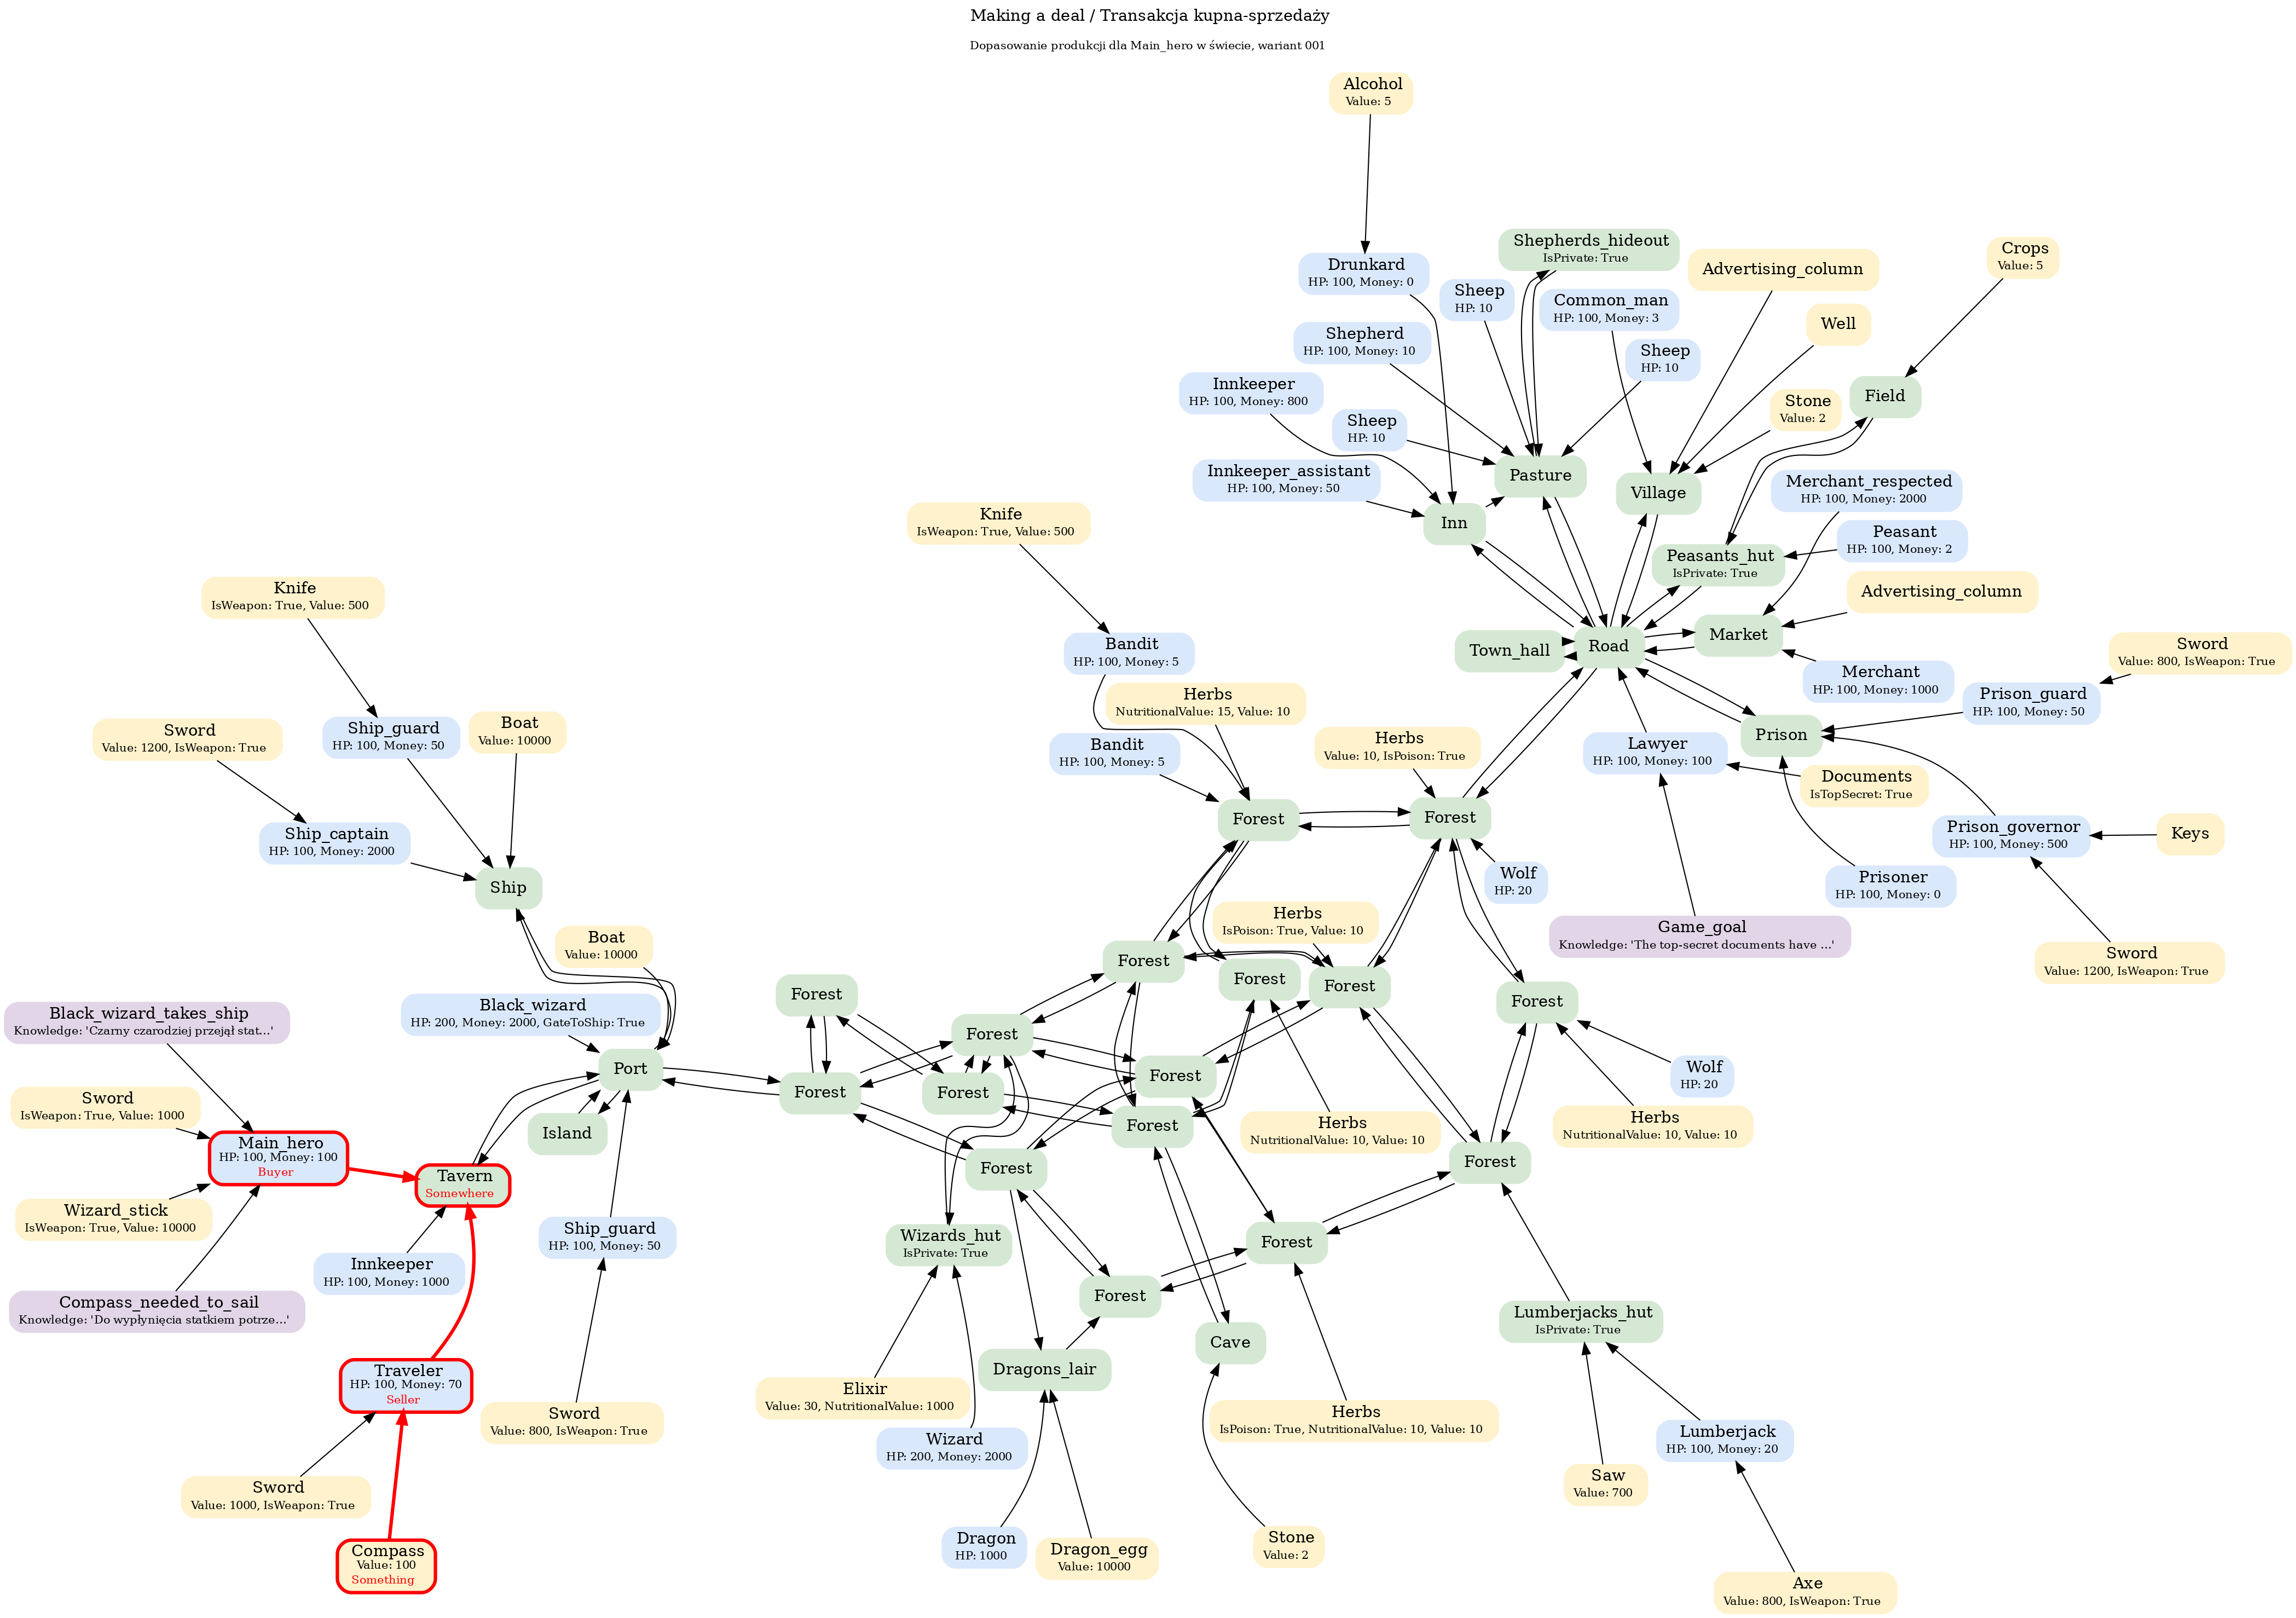 Making a deal / Transakcja kupna-sprzedaży
Dopasowanie produkcji dla Main_hero w świecie, wariant 001
Alcohol
Value: 5
Drunkard
HP: 100, Money: 0
Shepherds_hideout
IsPrivate: True
Sheep
HP: 10
Common_man
HP: 100, Money: 3
Advertising_column
Crops
Value: 5
Well
Shepherd
HP: 100, Money: 10
Sheep
HP: 10
Innkeeper
HP: 100, Money: 800
Stone
Value: 2
Field
Sheep
HP: 10
Innkeeper_assistant
HP: 100, Money: 50
Pasture
Village
Merchant_respected
HP: 100, Money: 2000
Knife
IsWeapon: True, Value: 500
Inn
Peasant
HP: 100, Money: 2
Peasants_hut
IsPrivate: True
Knife
IsWeapon: True, Value: 500
Advertising_column
Bandit
HP: 100, Money: 5
Town_hall
Road
Market
Sword
Value: 800, IsWeapon: True
Merchant
HP: 100, Money: 1000
Prison_guard
HP: 100, Money: 50
Herbs
NutritionalValue: 15, Value: 10
Sword
Value: 1200, IsWeapon: True
Ship_guard
HP: 100, Money: 50
Boat
Value: 10000
Bandit
HP: 100, Money: 5
Herbs
Value: 10, IsPoison: True
Lawyer
HP: 100, Money: 100
Prison
Documents
IsTopSecret: True
Ship_captain
HP: 100, Money: 2000
Forest
Forest
Prison_governor
HP: 100, Money: 500
Keys
Ship
Wolf
HP: 20
Prisoner
HP: 100, Money: 0
Herbs
IsPoison: True, Value: 10
Game_goal
Knowledge: 'The top-secret documents have ...'
Boat
Value: 10000
Forest
Forest
Forest
Sword
Value: 1200, IsWeapon: True
Forest
Forest
Black_wizard_takes_ship
Knowledge: 'Czarny czarodziej przejął stat...'
Black_wizard
HP: 200, Money: 2000, GateToShip: True
Forest
Port
Forest
Forest
Forest
Wolf
HP: 20
Sword
IsWeapon: True, Value: 1000
Island
Forest
Herbs
NutritionalValue: 10, Value: 10
Herbs
NutritionalValue: 10, Value: 10
Main_hero
HP: 100, Money: 100
Buyer
Tavern
Somewhere
Forest
Forest
Wizard_stick
IsWeapon: True, Value: 10000
Ship_guard
HP: 100, Money: 50
Wizards_hut
IsPrivate: True
Forest
Innkeeper
HP: 100, Money: 1000
Compass_needed_to_sail
Knowledge: 'Do wypłynięcia statkiem potrze...'
Forest
Lumberjacks_hut
IsPrivate: True
Cave
Traveler
HP: 100, Money: 70
Seller
Dragons_lair
Elixir
Value: 30, NutritionalValue: 1000
Sword
Value: 800, IsWeapon: True
Herbs
IsPoison: True, NutritionalValue: 10, Value: 10
Wizard
HP: 200, Money: 2000
Lumberjack
HP: 100, Money: 20
Sword
Value: 1000, IsWeapon: True
Saw
Value: 700
Compass
Value: 100
Something
Dragon
HP: 1000
Dragon_egg
Value: 10000
Stone
Value: 2
Axe
Value: 800, IsWeapon: True